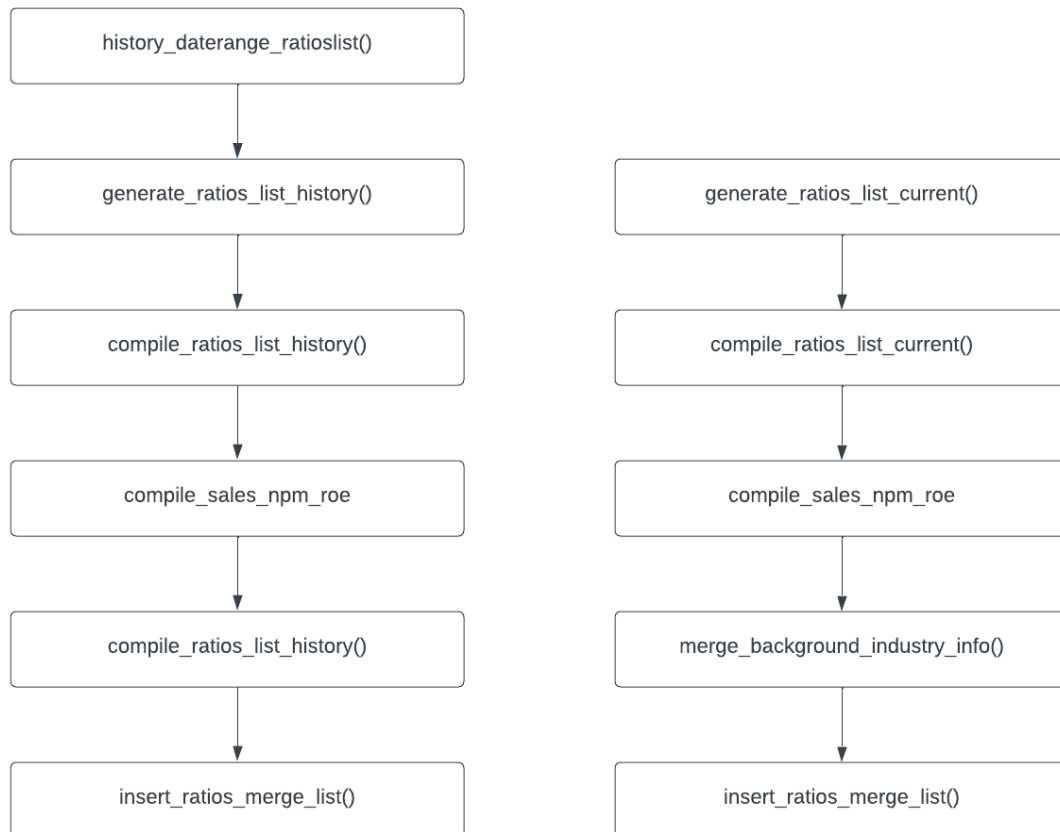 history_daterange_ratioslist()
generate_ratios_list_history()
compile_ratios_list_history()
compile_sales_npm_roe
compile_ratios_list_history()
insert_ratios_merge_list()
generate_ratios_list_current()
compile_ratios_list_current()
compile_sales_npm_roe
merge_background_industry_info()
insert_ratios_merge_list()